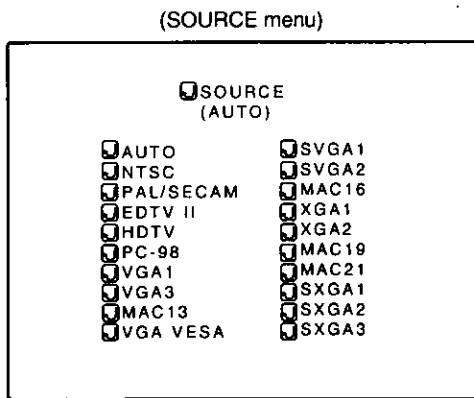 (SOURCE menu)
SOURCE
(AUTO)
AUTO
NTSC
PAL/SECAM
EDTV II
HDTV
PC-98
VGA1
VGA3
MAC13
VGA VESA
SVGA1
SVGA2
MAC16
XGA1
XGA2
MAC19
MAC21
SXGA1
SXGA2
SXGA3